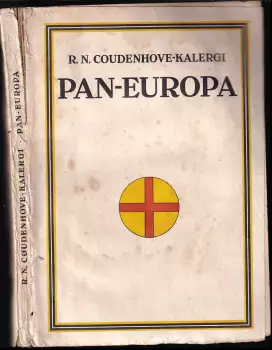 R. N. COUDENHOVE-KALERGI
PAN-EUROPA
R. N. COUDENHOVE-KALERGI PAN-EUROPA